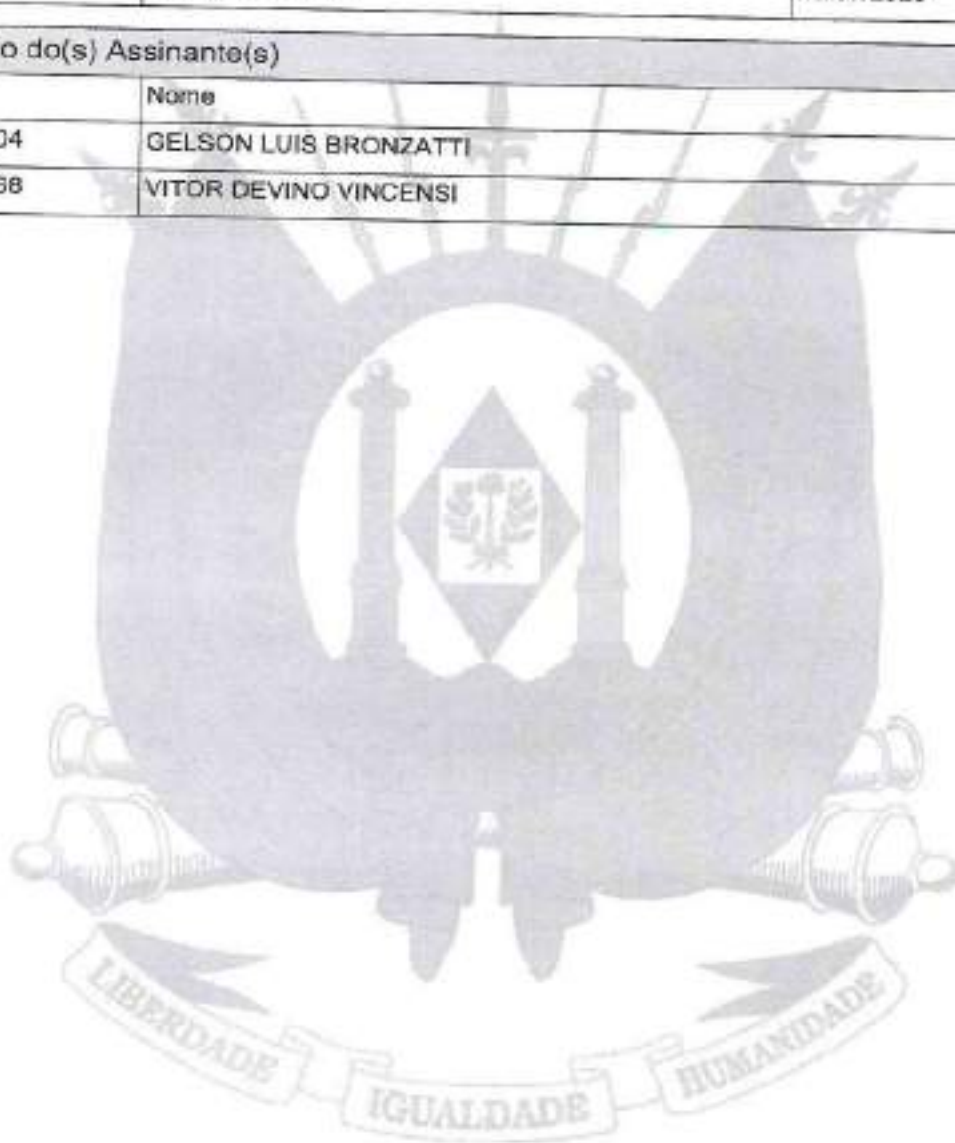 o do(s) Assinante(s)
Nome
04 GELSON LUIS BRONZATTI
68 VITOR DEVINO VINCENSI
LIBERDADE IGUALDADE HUMANIDADE